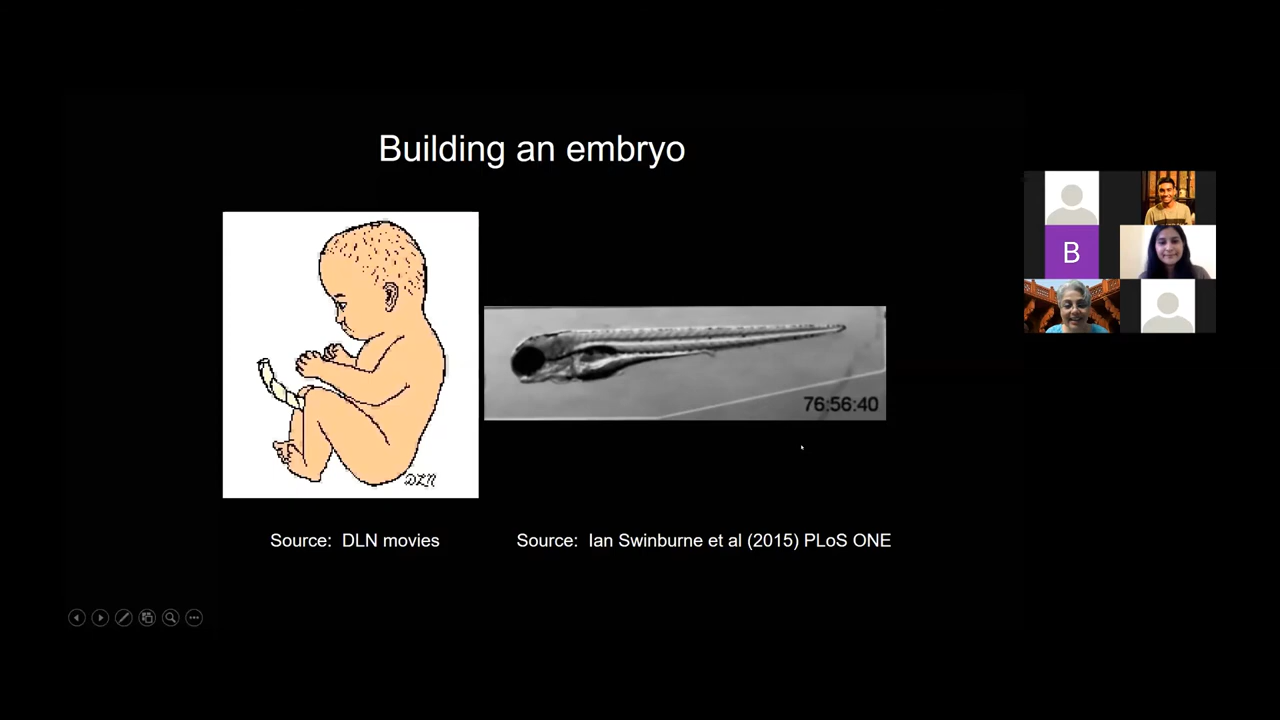 Building an embryo
B
DLN
76:56:40
Source: DLN movies
Source: Ian Swinburne et al (2015) PLoS ONE